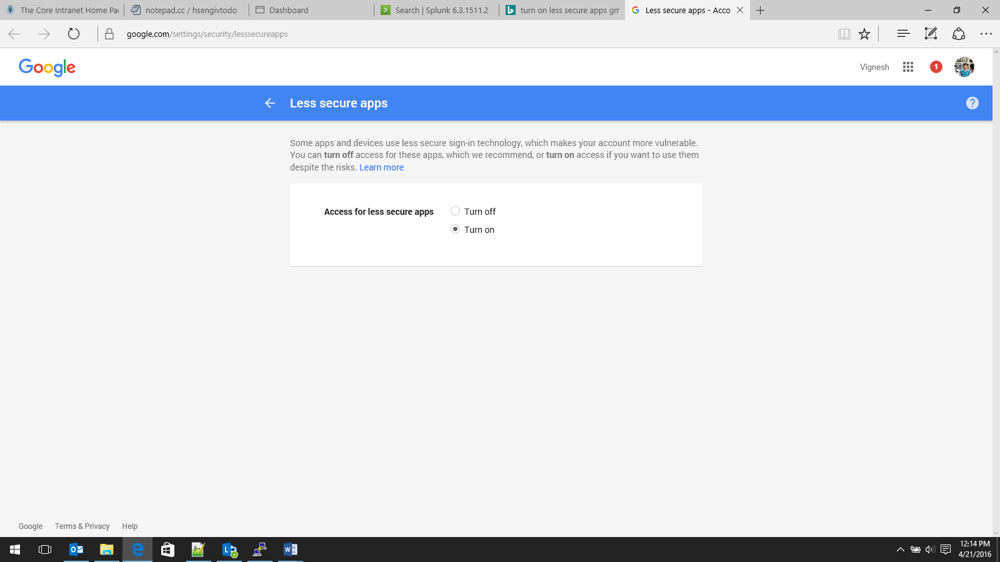 The Core Intranet Home Pa
notepad.cc / hsengivtodo
Dashboard
Search | Splunk 6.3.1511.2
turn on less secure apps gm
Less secure apps - Acco
google.com/settings/security/lesssecureapps
Google
Vignesh
1
Less secure apps
?
Some apps and devices use less secure sign-in technology, which makes your account more vulnerable.
You can turn off access for these apps, which we recommend, or turn on access if you want to use them
despite the risks. Learn more
Access for less secure apps
Turn off
Turn on
Google Terms & Privacy Help
12:14 PM
4/21/2016